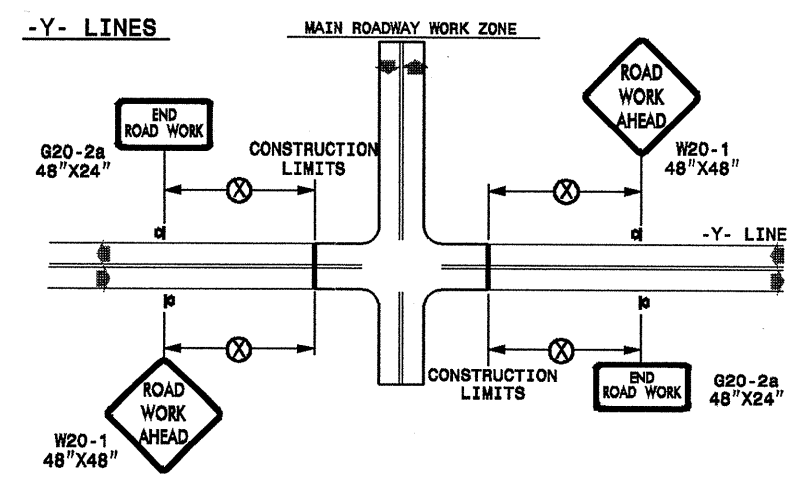 -Y- LINES
MAIN ROADWAY WORK ZONE
END
ROAD WORK
G20-2a
48"X24"
CONSTRUCTION
LIMITS
X
X
ROAD
WORK
AHEAD
W20-1
48"X48"
-Y- LINE
X
X
ROAD
WORK
AHEAD
W20-1
48"X48"
CONSTRUCTION
LIMITS
END
ROAD WORK
G20-2a
48"X24"